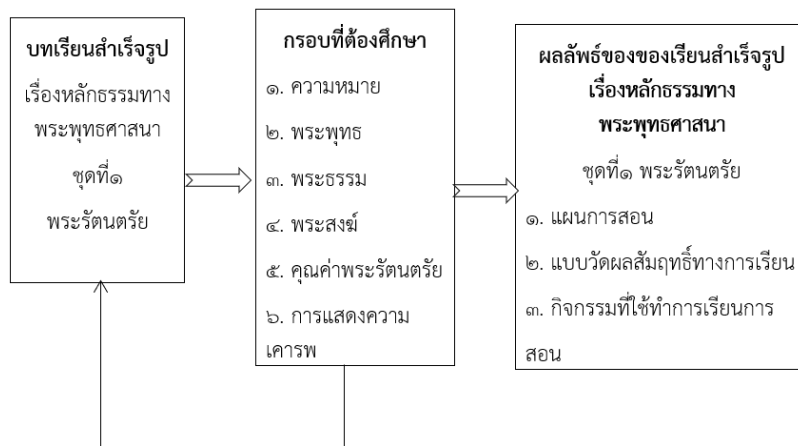 บทเรียนสำเร็จรูป
เรื่องหลักธรรมทาง
พระพุทธศาสนา
ชุดที่๑
พระรัตนตรัย
กรอบที่ต้องศึกษา
๑. ความหมาย
๒. พระพุทธ
๓. พระธรรม
๔. พระสงฆ์
๕. คุณค่าพระรัตนตรัย
๖. การแสดงความ
เคารพ
ผลลัพธ์ของของเรียนสำเร็จรูป
เรื่องหลักธรรมทาง
พระพุทธศาสนา
ชุดที่๑ พระรัตนตรัย
๑. แผนการสอน
๒. แบบวัดผลสัมฤทธิ์ทางการเรียน
๓. กิจกรรมที่ใช้ทำการเรียนการ
สอน